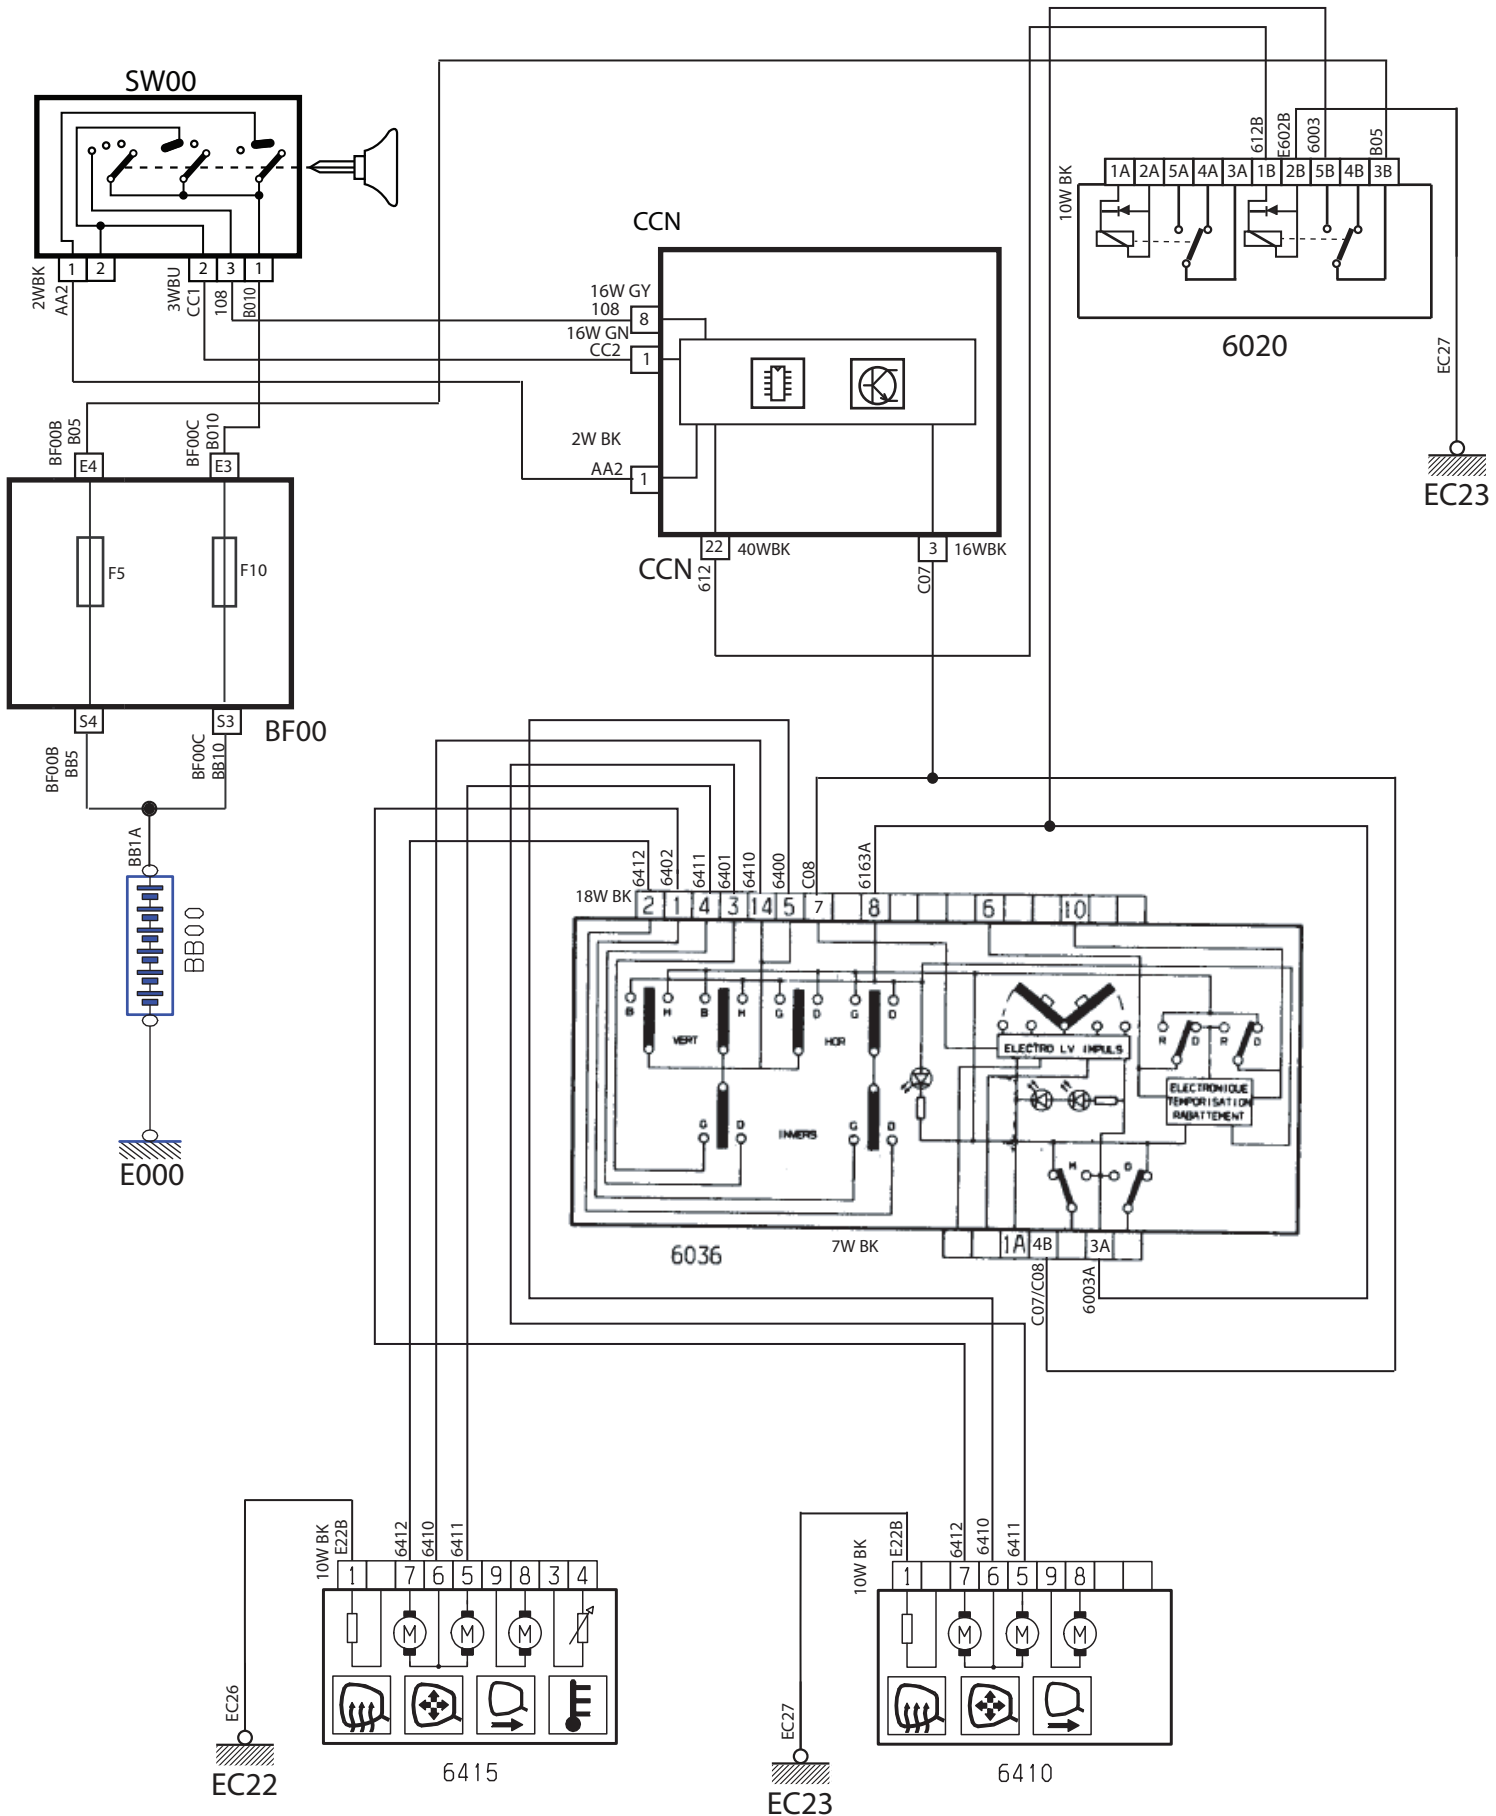 SW00
2WBK
AA2
1
2
3WBU
CC1
108
B010
2
3
1
612B
E602B
6003
B05
10W BK
1A
2A
5A
4A
3A
1B
2B
5B
4B
3B
6020
EC27
EC23
CCN
16W GY
108
8
16W GN
CC2
1
2W BK
AA2
1
CCN
22
40WBK
612
3
16WBK
C07
BF00B
B05
BF00C
B010
E4
E3
F5
F10
S4
S3
BF00
BF00B
BB5
BF00C
BB10
BB1A
BB00
E000
18W BK
6412
6402
6411
6401
6410
6400
C08
6163A
2
1
4
3
14
5
7
8
6
10
B
H
B
H
G
D
G
D
VERT
HOR
ELECTRO LV IMPULS
R
D
R
D
ELECTRONIQUE
TEMPORISATION
RABATTEMENT
G
D
INVERS
G
D
H
D
6036
7W BK
1A
4B
3A
C07/C08
6003A
10W BK
E22B
6412
6410
6411
1
7
6
5
9
8
3
4
M
M
M
EC26
EC22
6415
10W BK
E22B
6412
6410
6411
1
7
6
5
9
8
M
M
M
EC27
EC23
6410